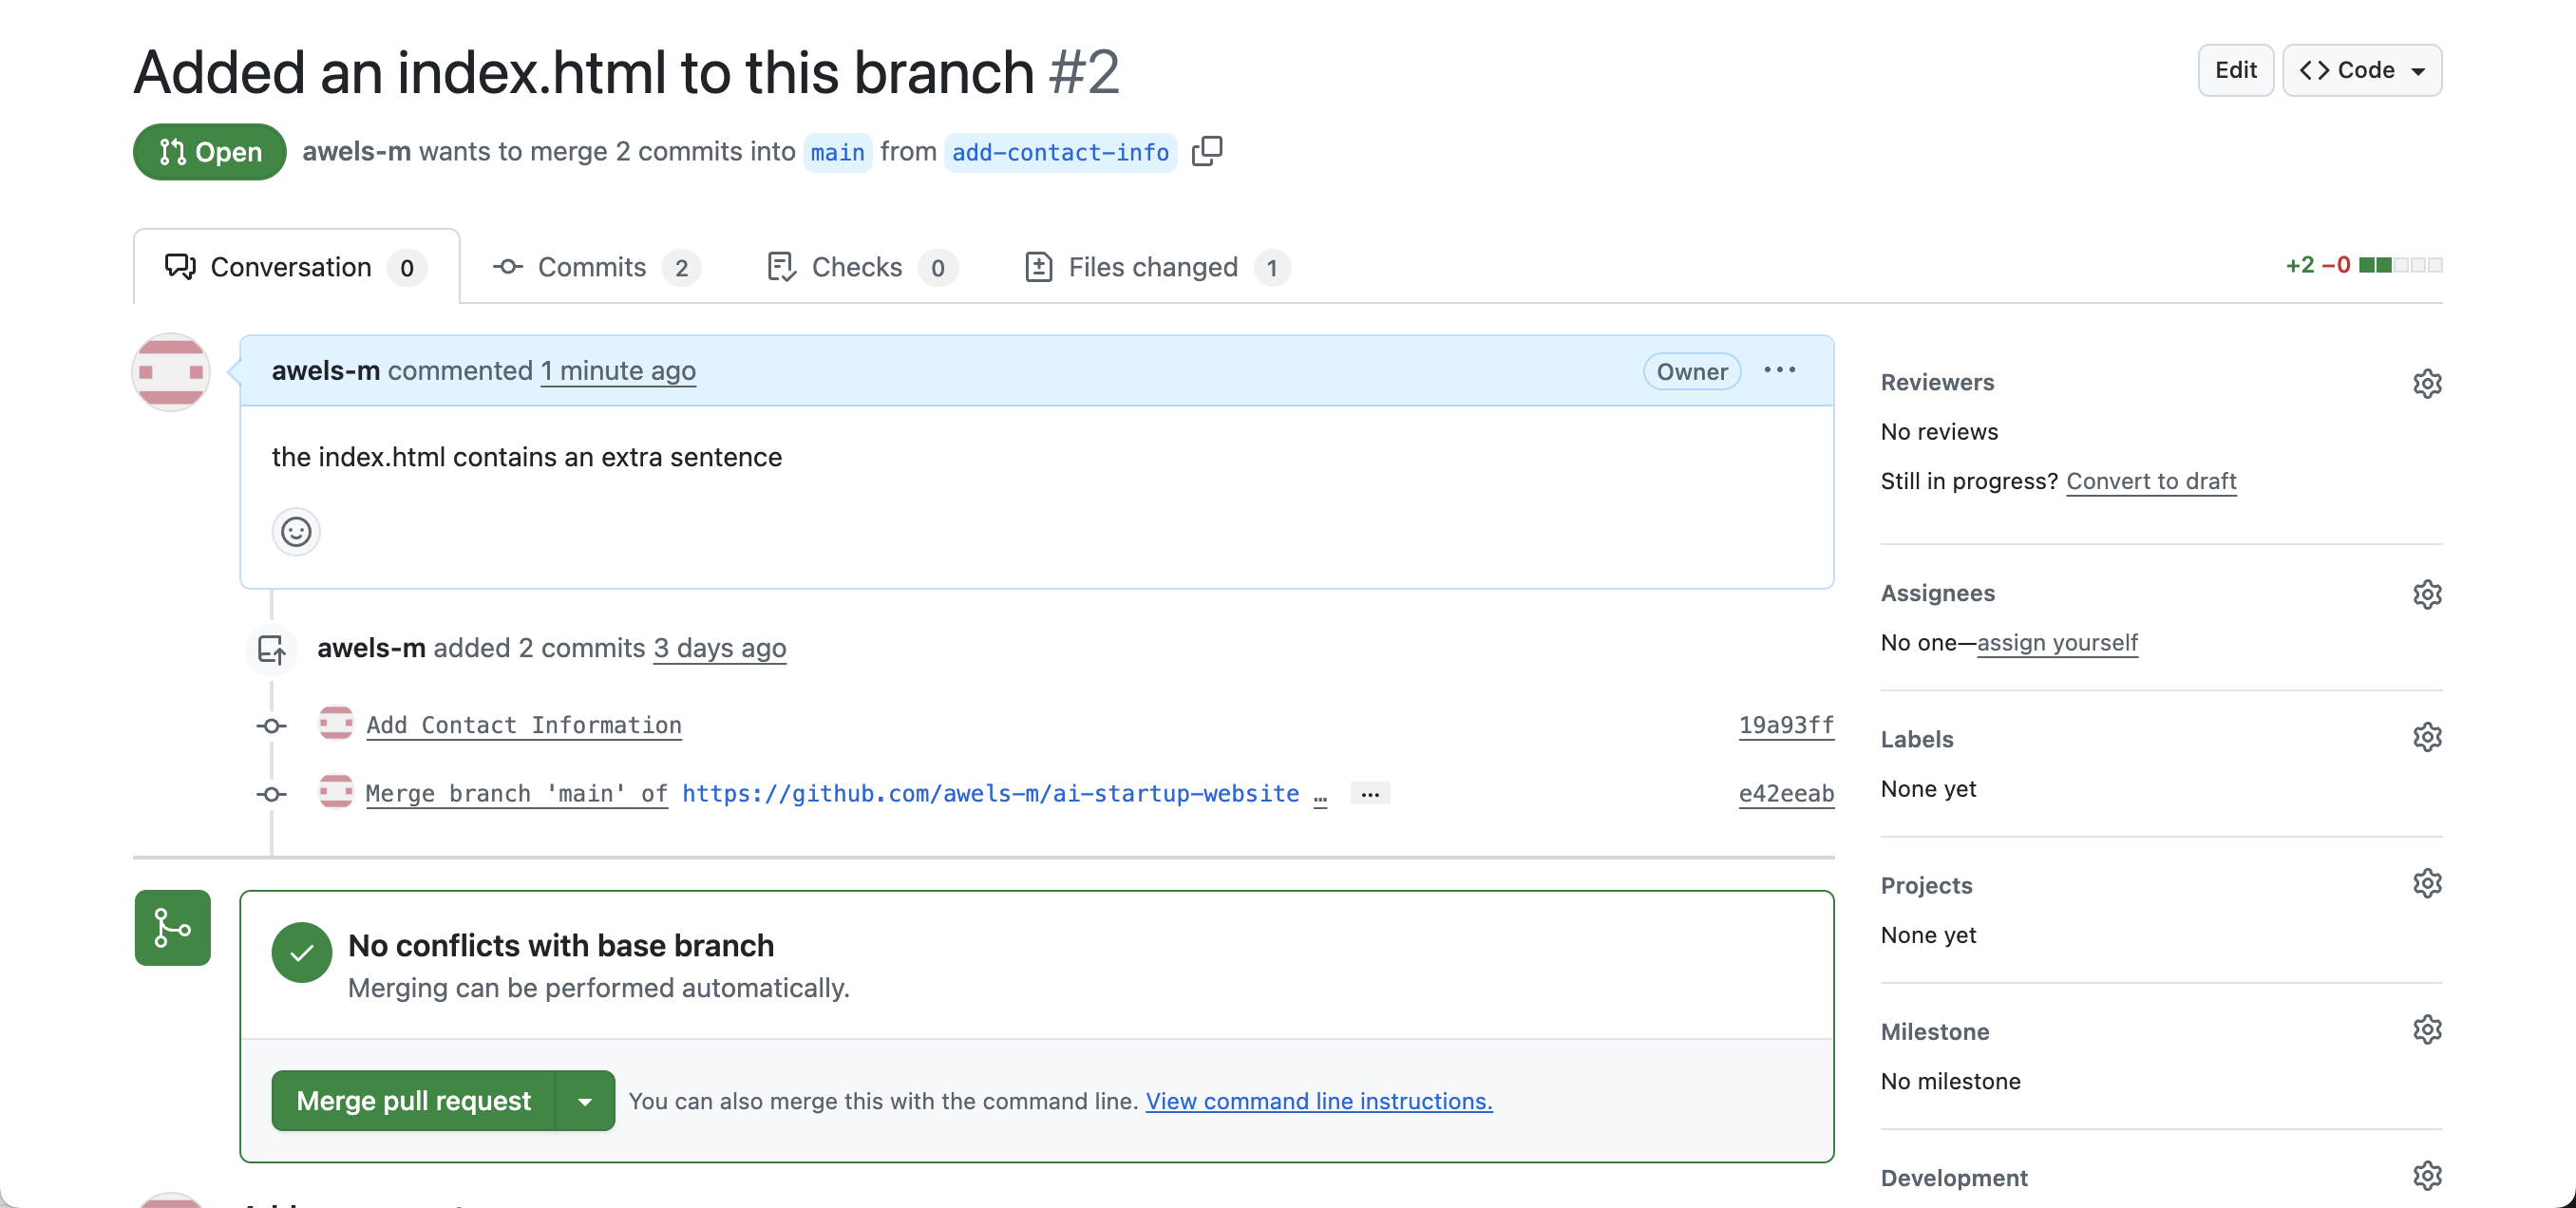 Added an index.html to this branch #2
Edit
Code
Open
awels-m wants to merge 2 commits into main from add-contact-info
Conversation 0
Commits 2
Checks 0
Files changed 1
+2 −0
awels-m commented 1 minute ago
Owner
the index.html contains an extra sentence
awels-m added 2 commits 3 days ago
Add Contact Information
19a93ff
Merge branch 'main' of https://github.com/awels-m/ai-startup-website …
e42eeab
No conflicts with base branch
Merging can be performed automatically.
Merge pull request
You can also merge this with the command line. View command line instructions.
Reviewers
No reviews
Still in progress? Convert to draft
Assignees
No one—assign yourself
Labels
None yet
Projects
None yet
Milestone
No milestone
Development